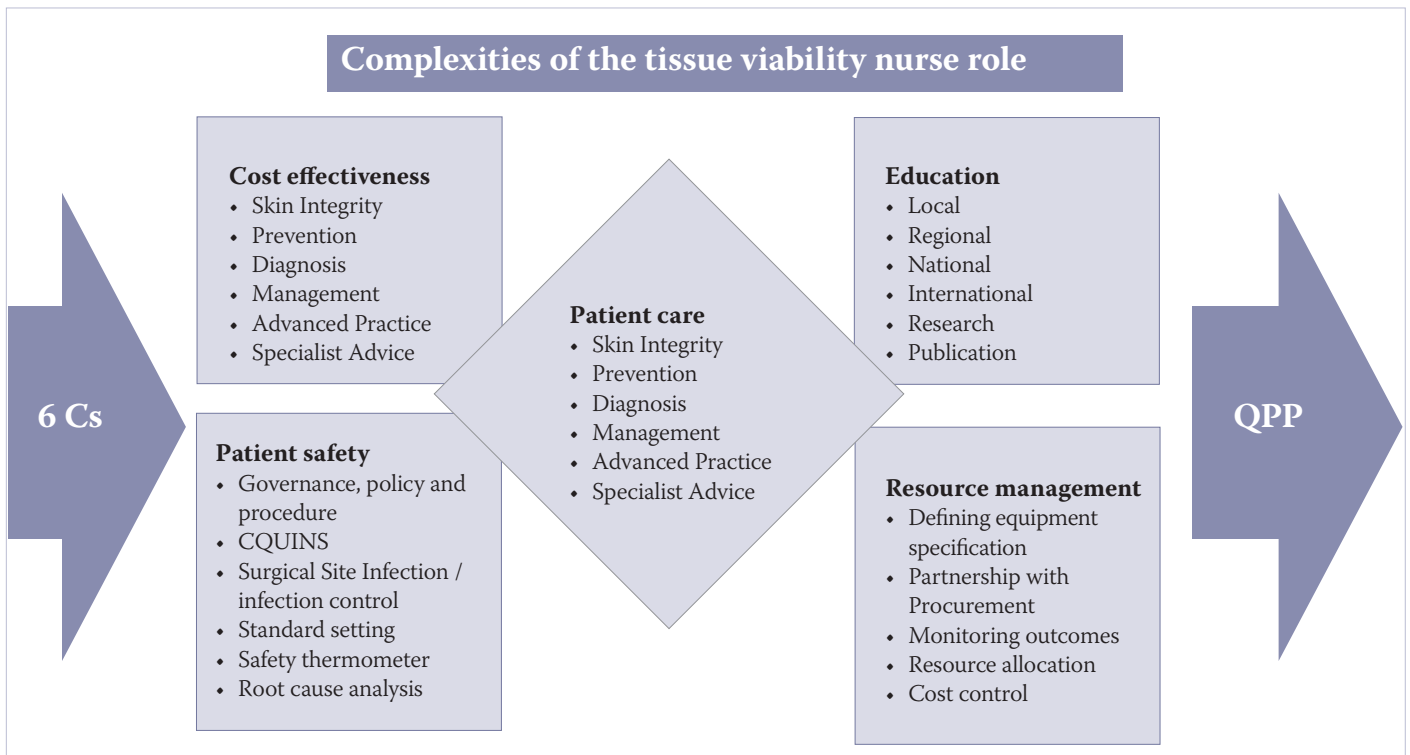 Complexities of the tissue viability nurse role
6 Cs
Cost effectiveness
• Skin Integrity
• Prevention
• Diagnosis
• Management
• Advanced Practice
• Specialist Advice
Patient safety
• Governance, policy and
procedure
• CQUINS
• Surgical Site Infection /
infection control
• Standard setting
• Safety thermometer
• Root cause analysis
Patient care
• Skin Integrity
• Prevention
• Diagnosis
• Management
• Advanced Practice
• Specialist Advice
Education
• Local
• Regional
• National
• International
• Research
• Publication
Resource management
• Defining equipment
specification
• Partnership with
Procurement
• Monitoring outcomes
• Resource allocation
• Cost control
QPP